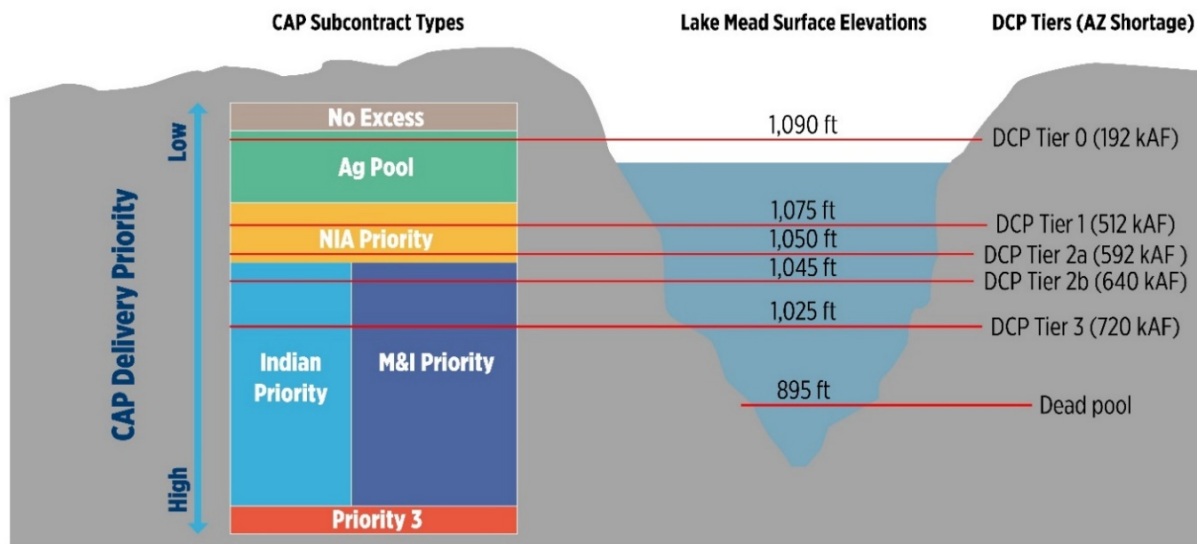 CAP Subcontract Types
Lake Mead Surface Elevations
DCP Tiers (AZ Shortage)
CAP Delivery Priority
Low
High
No Excess
Ag Pool
NIA Priority
Indian
Priority
M&I Priority
Priority 3
1,090 ft
1,075 ft
1,050 ft
1,045 ft
1,025 ft
895 ft
DCP Tier 0 (192 kAF)
DCP Tier 1 (512 kAF)
DCP Tier 2a (592 kAF )
DCP Tier 2b (640 kAF)
DCP Tier 3 (720 kAF)
Dead pool